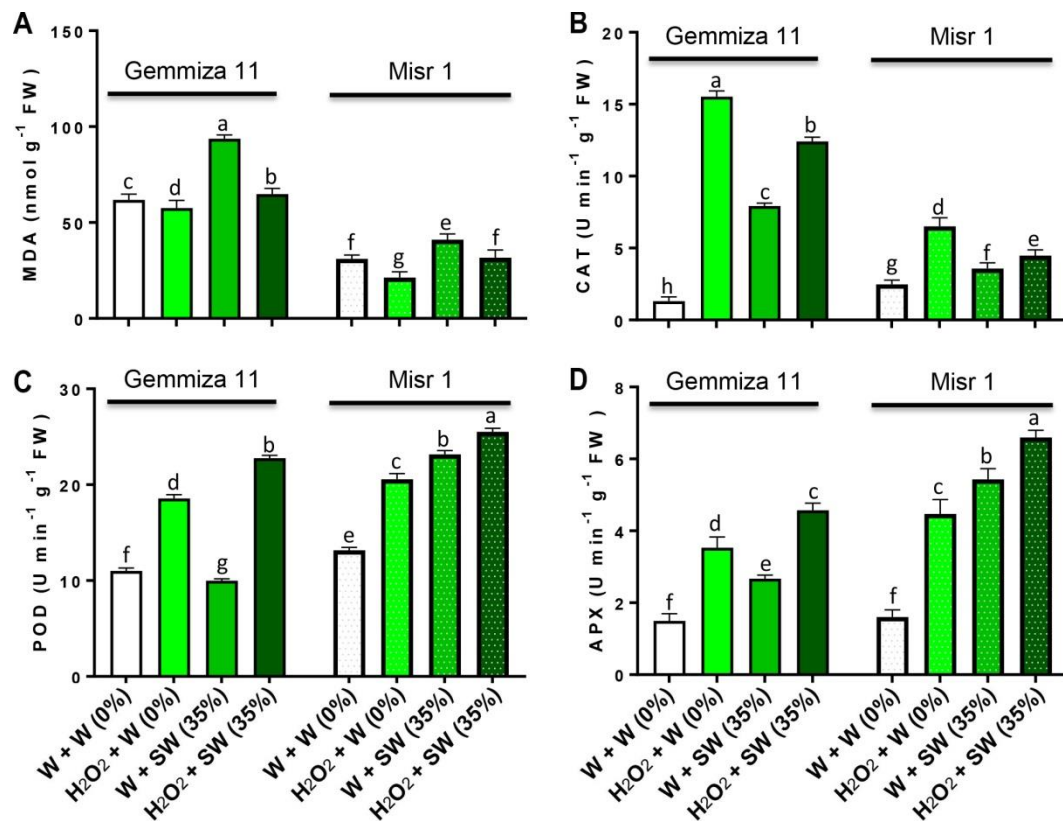 A
MDA (nmol g⁻¹ FW)
150
100
50
0
Gemmiza 11
Misr 1
c
d
a
b
f
g
e
f
B
CAT (U min⁻¹ g⁻¹ FW)
20
15
10
5
0
Gemmiza 11
Misr 1
h
a
c
b
g
d
f
e
C
POD (U min⁻¹ g⁻¹ FW)
30
20
10
0
Gemmiza 11
Misr 1
f
d
g
b
e
c
b
a
W + W (0%)
H₂O₂ + W (0%)
W + SW (35%)
H₂O₂ + SW (35%)
W + W (0%)
H₂O₂ + W (0%)
W + SW (35%)
H₂O₂ + SW (35%)
D
APX (U min⁻¹ g⁻¹ FW)
8
6
4
2
0
Gemmiza 11
Misr 1
f
d
e
c
f
c
b
a
W + W (0%)
H₂O₂ + W (0%)
W + SW (35%)
H₂O₂ + SW (35%)
W + W (0%)
H₂O₂ + W (0%)
W + SW (35%)
H₂O₂ + SW (35%)